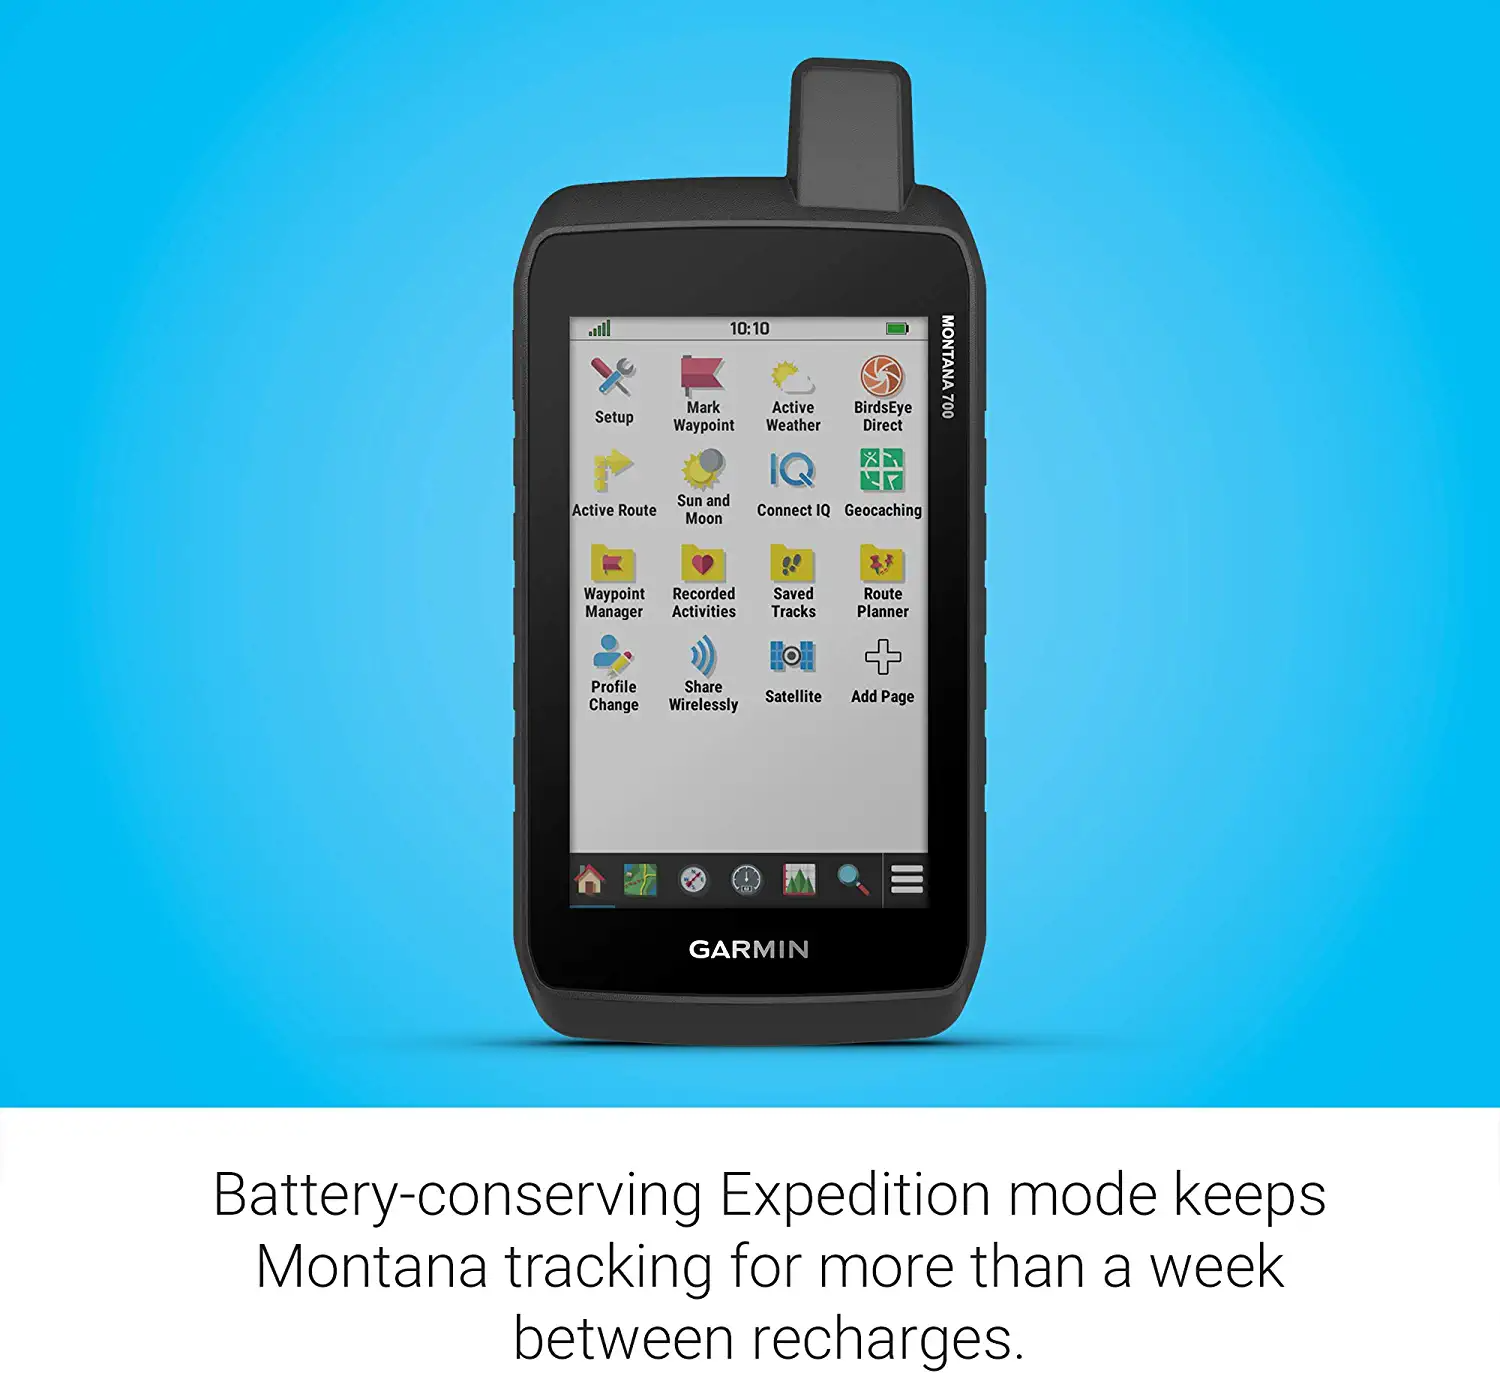 10:10
MONTANA 700
Setup
Mark
Waypoint
Active
Weather
BirdsEye
Direct
Active Route
Sun and
Moon
Connect IQ
Geocaching
Waypoint
Manager
Recorded
Activities
Saved
Tracks
Route
Planner
Profile
Change
Share
Wirelessly
Satellite
Add Page
GARMIN
Battery-conserving Expedition mode keeps
Montana tracking for more than a week
between recharges.